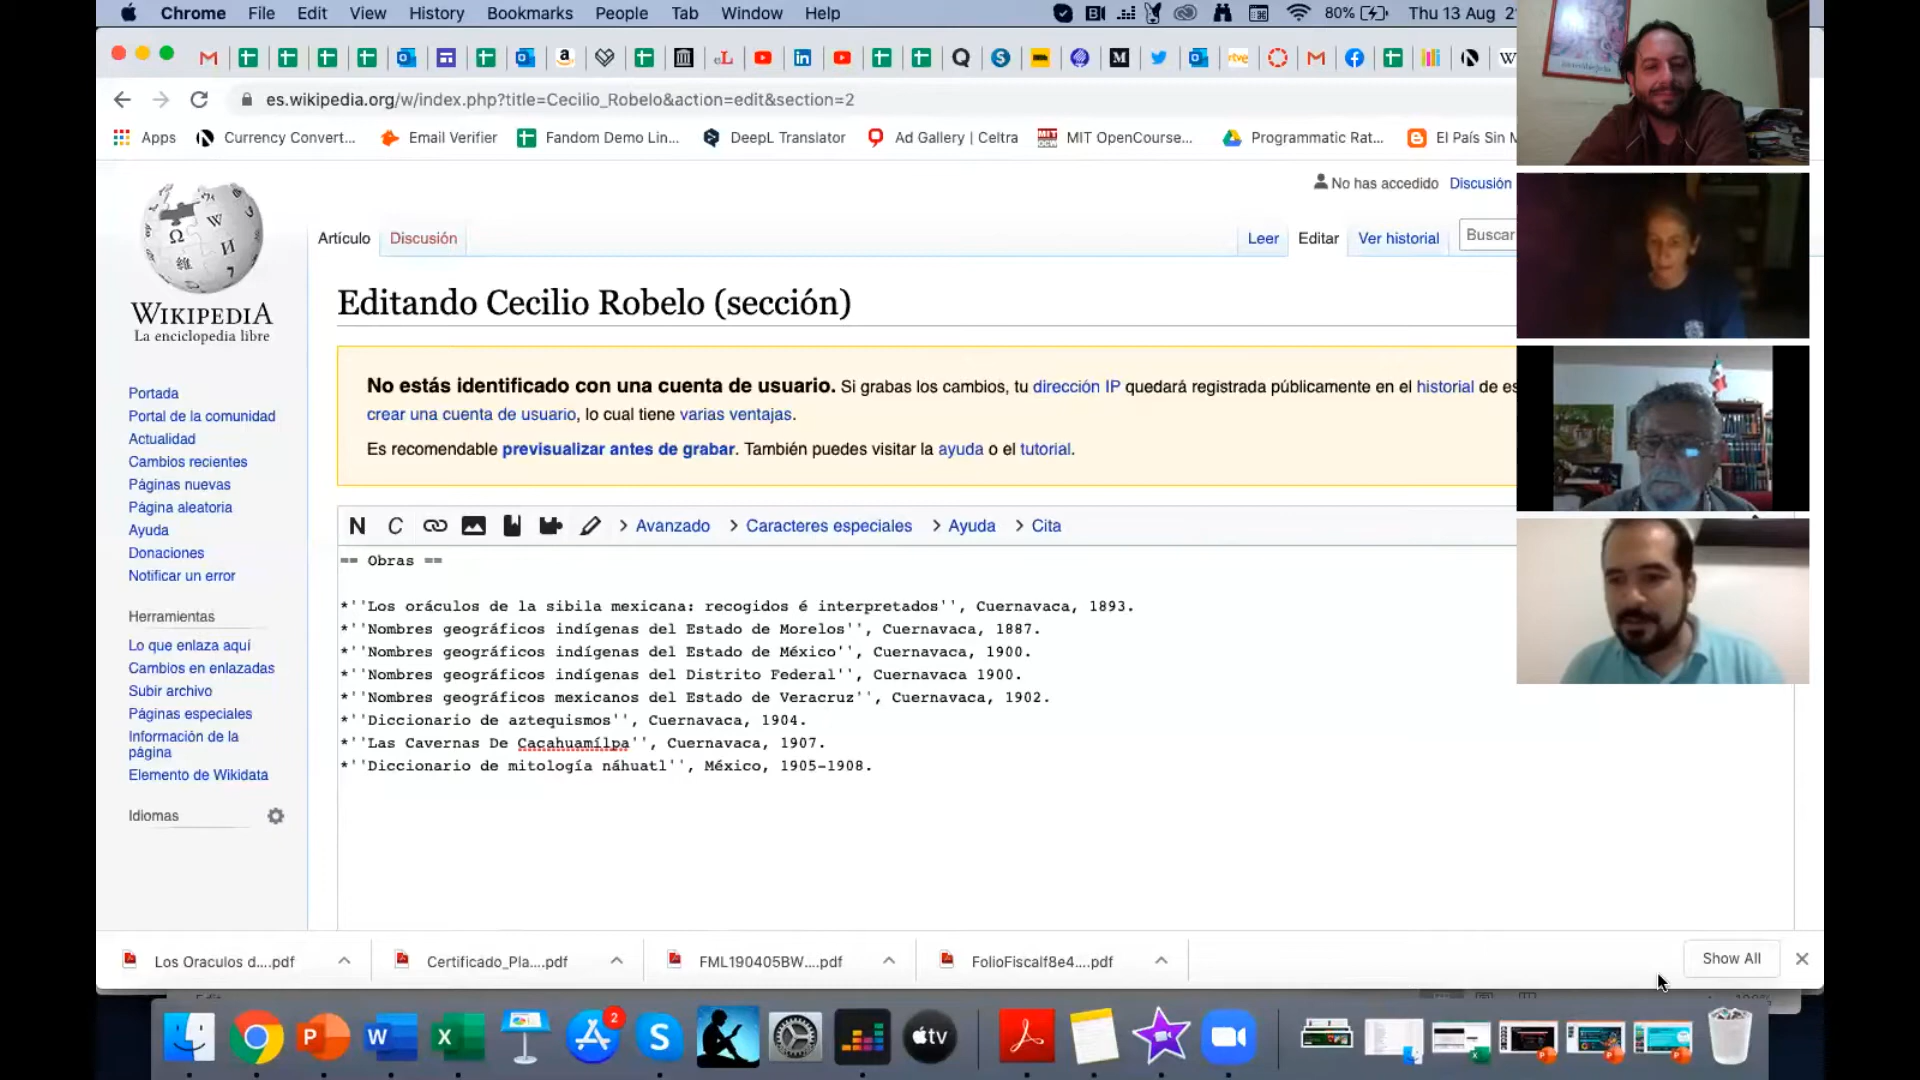 Chrome File Edit View History Bookmarks People Tab Window Help 80% Thu 13 Aug
es.wikipedia.org/w/index.php?title=Cecilio_Robelo&action=edit&section=2
Apps Currency Convert... Email Verifier Fandom Demo Lin... DeepL Translator Ad Gallery | Celtra MIT OpenCourse... Programmatic Rat... El País Sin M
No has accedido Discusión
Artículo Discusión Leer Editar Ver historial Buscar
WIKIPEDIA
La enciclopedia libre
Editando Cecilio Robelo (sección)
No estás identificado con una cuenta de usuario. Si grabas los cambios, tu dirección IP quedará registrada públicamente en el historial de es
crear una cuenta de usuario, lo cual tiene varias ventajas.
Es recomendable previsualizar antes de grabar. También puedes visitar la ayuda o el tutorial.
Portada
Portal de la comunidad
Actualidad
Cambios recientes
Páginas nuevas
Página aleatoria
Ayuda
Donaciones
Notificar un error
Herramientas
Lo que enlaza aquí
Cambios en enlazadas
Subir archivo
Páginas especiales
Información de la
página
Elemento de Wikidata
Idiomas
N C Avanzado Caracteres especiales Ayuda Cita
== Obras ==
*''Los oráculos de la sibila mexicana: recogidos é interpretados'', Cuernavaca, 1893.
*''Nombres geográficos indígenas del Estado de Morelos'', Cuernavaca, 1887.
*''Nombres geográficos indígenas del Estado de México'', Cuernavaca, 1900.
*''Nombres geográficos indígenas del Distrito Federal'', Cuernavaca 1900.
*''Nombres geográficos mexicanos del Estado de Veracruz'', Cuernavaca, 1902.
*''Diccionario de aztequismos'', Cuernavaca, 1904.
*''Las Cavernas De Cacahuamílpa'', Cuernavaca, 1907.
*''Diccionario de mitología náhuatl'', México, 1905-1908.
Los Oraculos d....pdf Certificado_Pla....pdf FML190405BW....pdf FolioFiscalf8e4....pdf Show All
2
tv